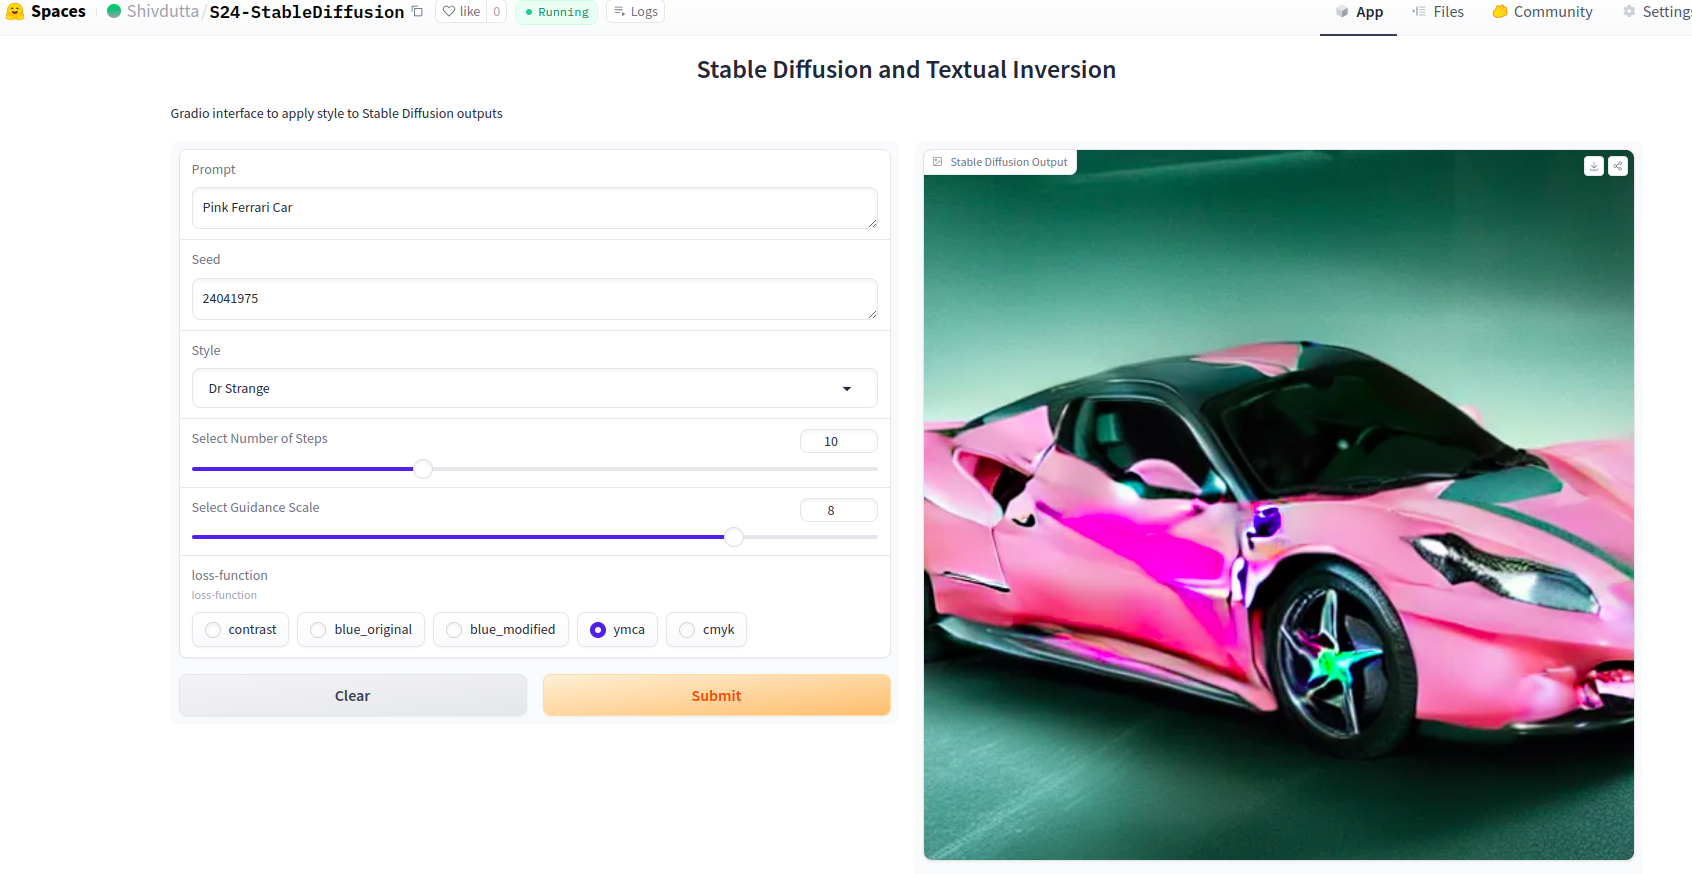 Spaces
Shivdutta/S24-StableDiffusion
like 0
Running
Logs
App
Files
Community
Settings
Stable Diffusion and Textual Inversion
Gradio interface to apply style to Stable Diffusion outputs
Prompt
Pink Ferrari Car
Seed
24041975
Style
Dr Strange
Select Number of Steps
10
Select Guidance Scale
8
loss-function
loss-function
contrast
blue_original
blue_modified
ymca
cmyk
Clear
Submit
Stable Diffusion Output